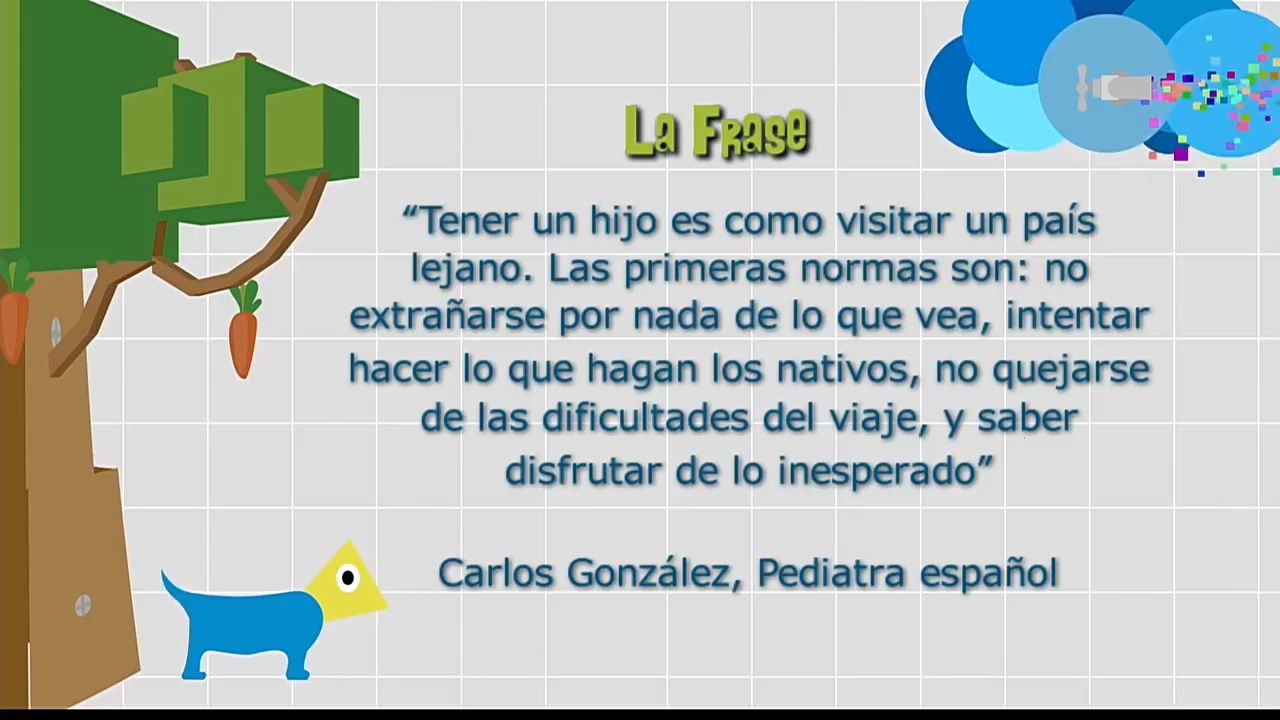 La Frase
“Tener un hijo es como visitar un país
lejano. Las primeras normas son: no
extrañarse por nada de lo que vea, intentar
hacer lo que hagan los nativos, no quejarse
de las dificultades del viaje, y saber
disfrutar de lo inesperado”
Carlos González, Pediatra español